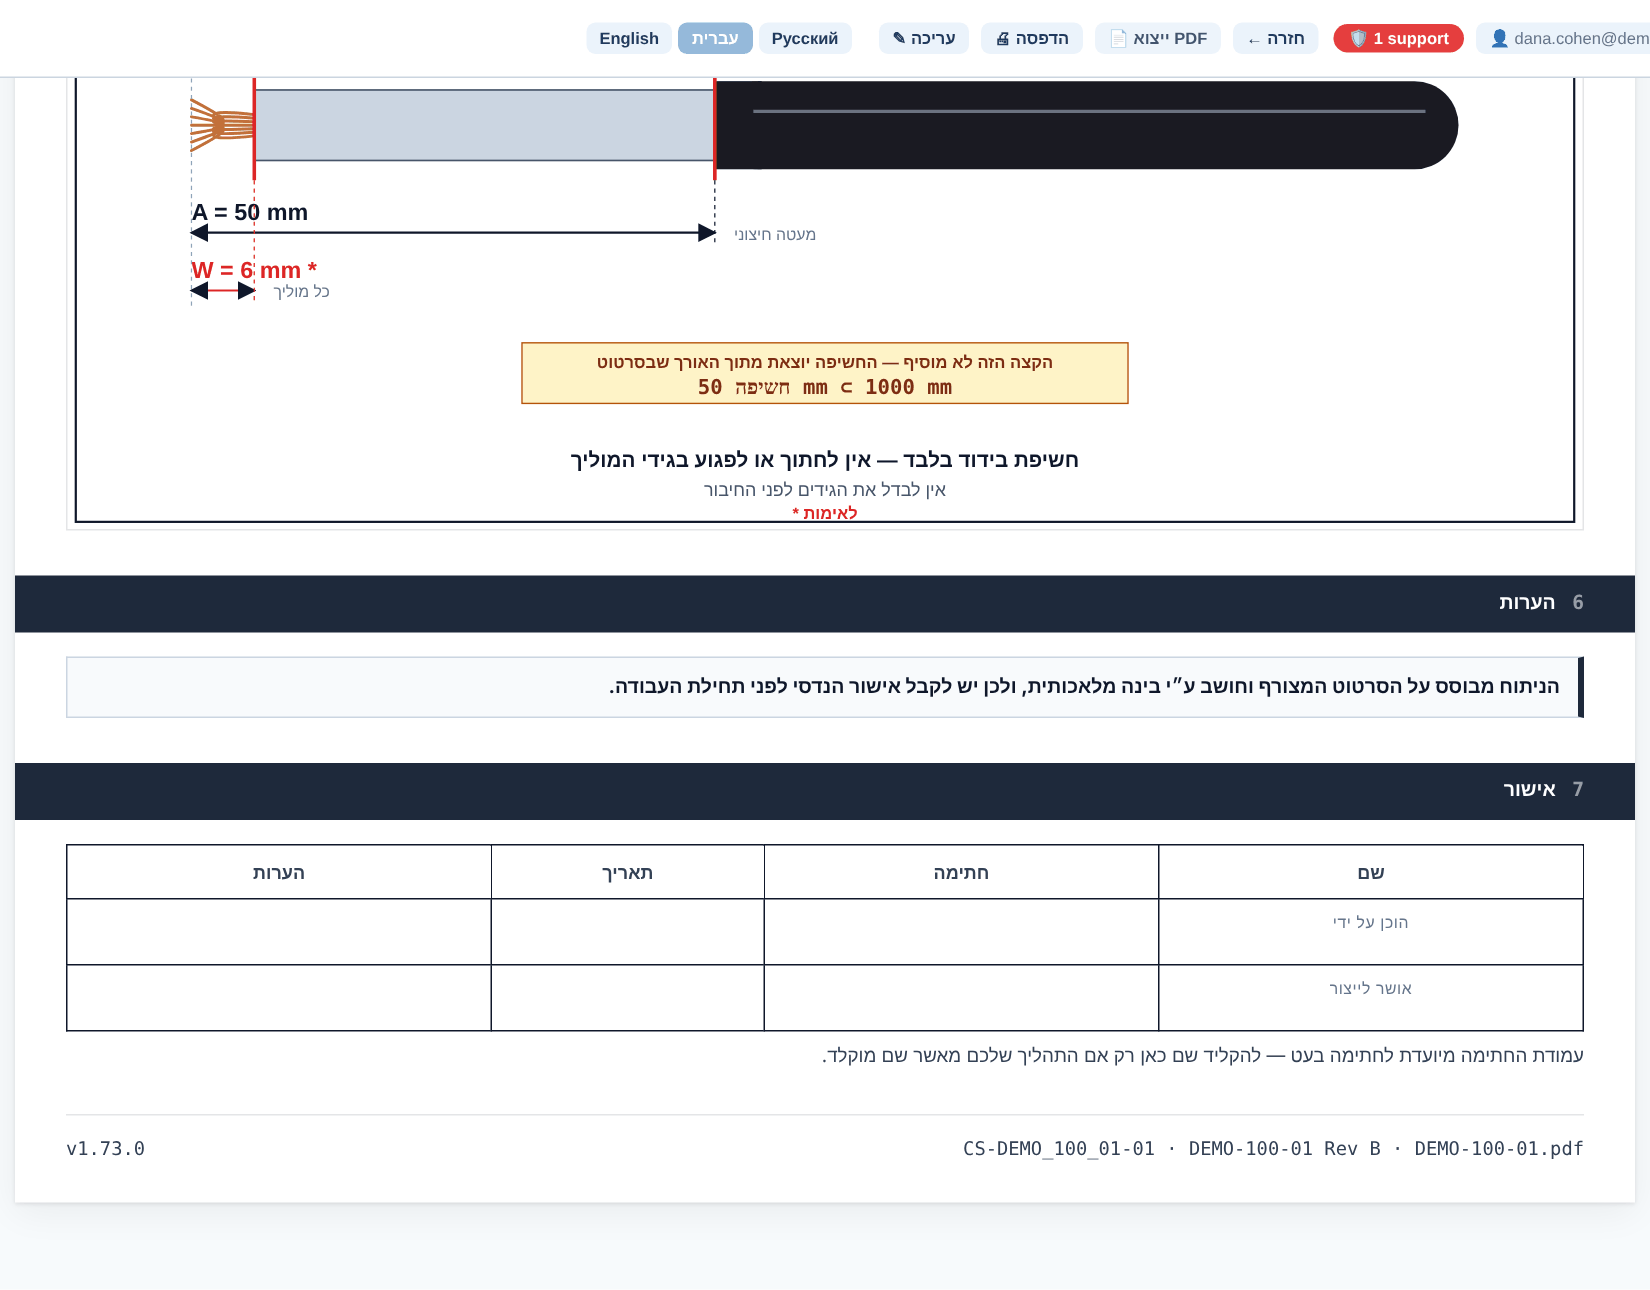 English עברית Русский עריכה ✎ הדפסה 🖨 ייצוא PDF 📄 חזרה ← 🛡️ 1 support 👤 dana.cohen@dem
A = 50 mm
מעטה חיצוני
W = 6 mm *
כל מוליך
הקצה הזה לא מוסיף — החשיפה יוצאת מתוך האורך שבסרטוט
50 חשיפה mm ⊂ 1000 mm
חשיפת בידוד בלבד — אין לחתוך או לפגוע בגידי המוליך
אין לבדל את הגידים לפני החיבור
* לאימות
6 הערות
הניתוח מבוסס על הסרטוט המצורף וחושב ע״י בינה מלאכותית, ולכן יש לקבל אישור הנדסי לפני תחילת העבודה.
7 אישור
שם חתימה תאריך הערות
הוכן על ידי
אושר לייצור
עמודת החתימה מיועדת לחתימה בעט — להקליד שם כאן רק אם התהליך שלכם מאשר שם מוקלד.
CS-DEMO_100_01-01 · DEMO-100-01 Rev B · DEMO-100-01.pdf
v1.73.0